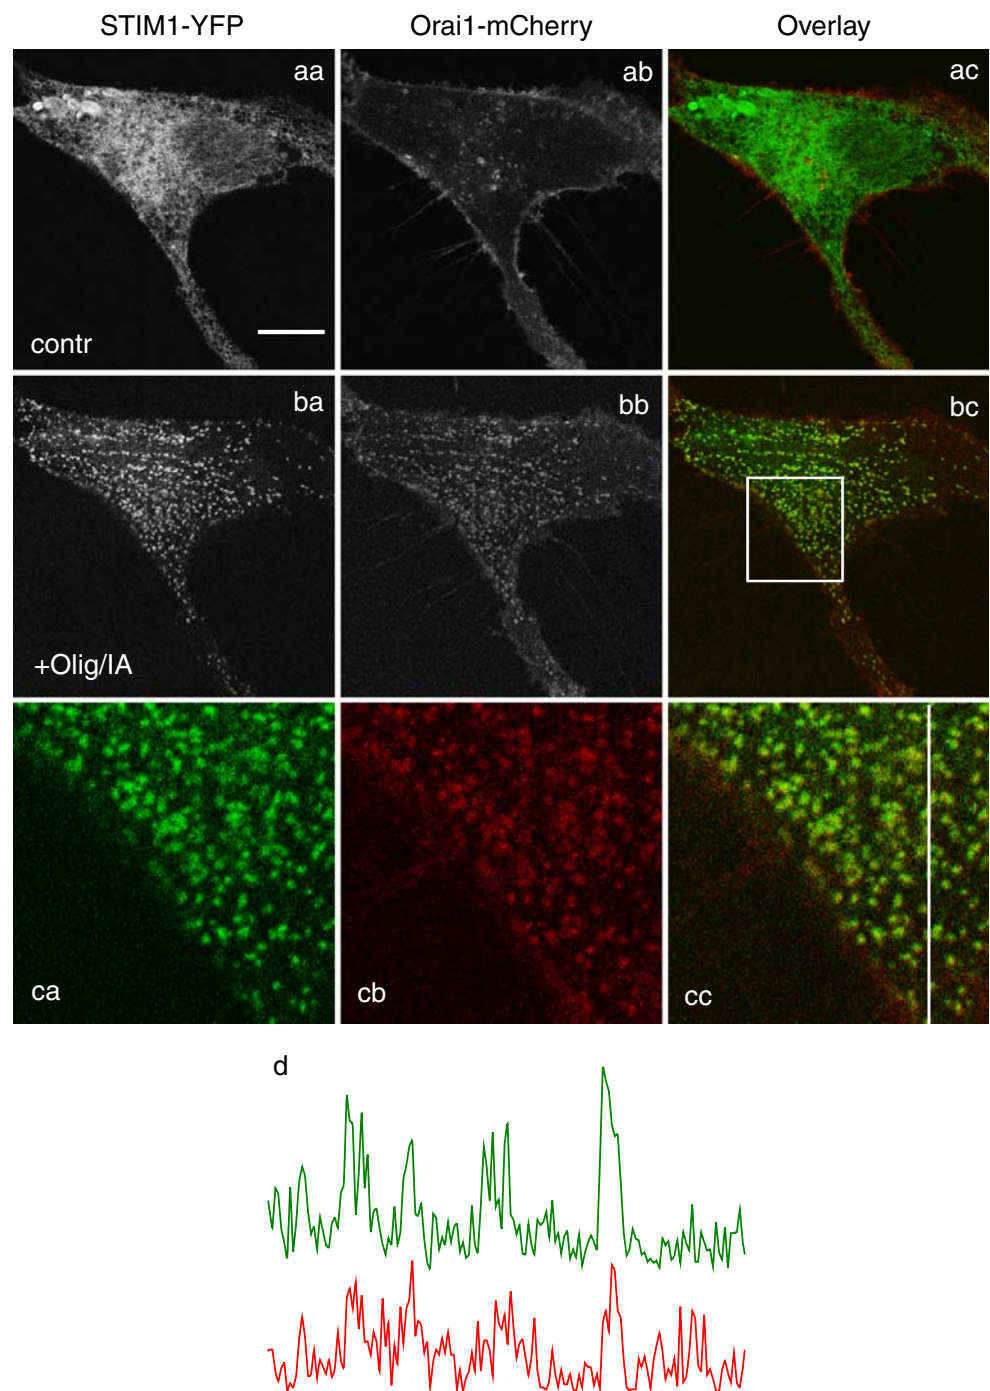 STIM1-YFP Orai1-mCherry Overlay
aa ab ac
contr
ba bb bc
+Olig/IA
ca cb cc
d